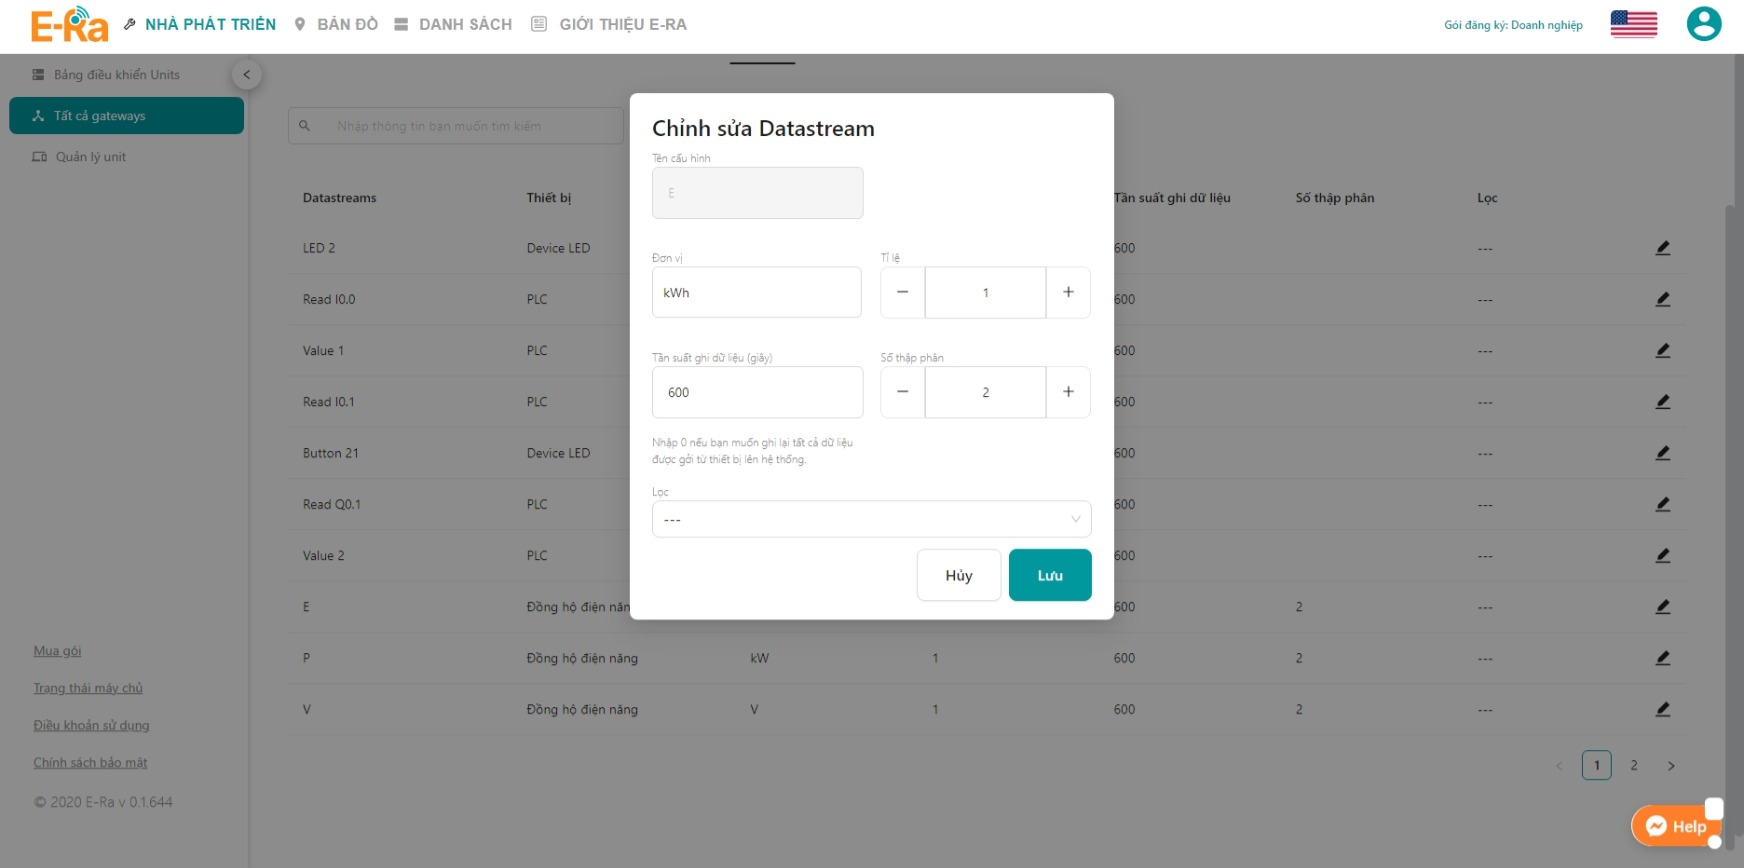 E-Ra
NHÀ PHÁT TRIỂN
BẢN ĐỒ
DANH SÁCH
GIỚI THIỆU E-RA
Gói đăng ký: Doanh nghiệp
Bảng điều khiển Units
Tất cả gateways
Quản lý unit
Nhập thông tin bạn muốn tìm kiếm
Chỉnh sửa Datastream
Tên cấu hình
E
Đơn vị
Tỉ lệ
kWh
1
Tần suất ghi dữ liệu (giây)
Số thập phân
600
2
Nhập 0 nếu bạn muốn ghi lại tất cả dữ liệu
được gởi từ thiết bị lên hệ thống.
Lọc
---
Hủy
Lưu
Datastreams Thiết bị Tần suất ghi dữ liệu Số thập phân Lọc
LED 2 Device LED 600 ---
Read I0.0 PLC 600 ---
Value 1 PLC 600 ---
Read I0.1 PLC 600 ---
Button 21 Device LED 600 ---
Read Q0.1 PLC 600 ---
Value 2 PLC 600 ---
E Đồng hộ điện năn 600 2 ---
P Đồng hộ điện năng kW 1 600 2 ---
V Đồng hộ điện năng V 1 600 2 ---
1 2
Mua gói
Trạng thái máy chủ
Điều khoản sử dụng
Chính sách bảo mật
© 2020 E-Ra v 0.1.644
Help